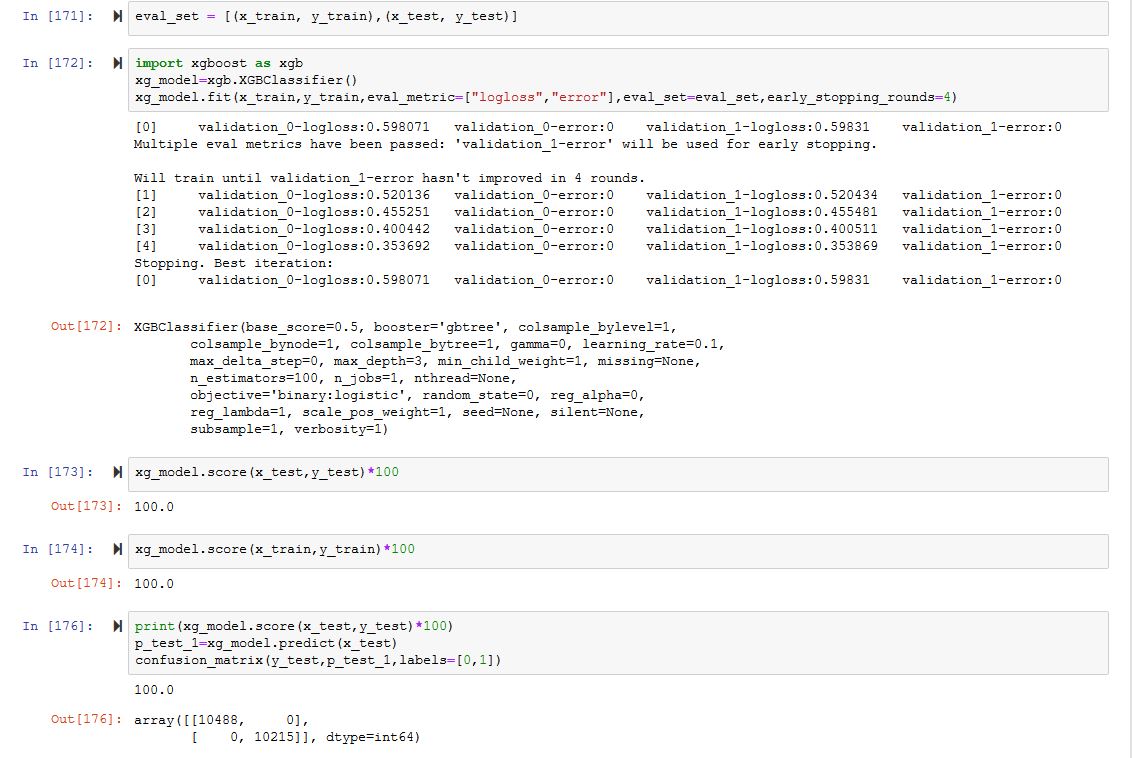 In [171]: eval_set = [(x_train, y_train),(x_test, y_test)]
In [172]: import xgboost as xgb
xg_model=xgb.XGBClassifier()
xg_model.fit(x_train,y_train,eval_metric=["logloss","error"],eval_set=eval_set,early_stopping_rounds=4)
[0] validation_0-logloss:0.598071 validation_0-error:0 validation_1-logloss:0.59831 validation_1-error:0
Multiple eval metrics have been passed: 'validation_1-error' will be used for early stopping.
Will train until validation_1-error hasn't improved in 4 rounds.
[1] validation_0-logloss:0.520136 validation_0-error:0 validation_1-logloss:0.520434 validation_1-error:0
[2] validation_0-logloss:0.455251 validation_0-error:0 validation_1-logloss:0.455481 validation_1-error:0
[3] validation_0-logloss:0.400442 validation_0-error:0 validation_1-logloss:0.400511 validation_1-error:0
[4] validation_0-logloss:0.353692 validation_0-error:0 validation_1-logloss:0.353869 validation_1-error:0
Stopping. Best iteration:
[0] validation_0-logloss:0.598071 validation_0-error:0 validation_1-logloss:0.59831 validation_1-error:0
Out[172]: XGBClassifier(base_score=0.5, booster='gbtree', colsample_bylevel=1,
colsample_bynode=1, colsample_bytree=1, gamma=0, learning_rate=0.1,
max_delta_step=0, max_depth=3, min_child_weight=1, missing=None,
n_estimators=100, n_jobs=1, nthread=None,
objective='binary:logistic', random_state=0, reg_alpha=0,
reg_lambda=1, scale_pos_weight=1, seed=None, silent=None,
subsample=1, verbosity=1)
In [173]: xg_model.score(x_test,y_test)*100
Out[173]: 100.0
In [174]: xg_model.score(x_train,y_train)*100
Out[174]: 100.0
In [176]: print(xg_model.score(x_test,y_test)*100)
p_test_1=xg_model.predict(x_test)
confusion_matrix(y_test,p_test_1,labels=[0,1])
100.0
Out[176]: array([[10488, 0],
[ 0, 10215]], dtype=int64)